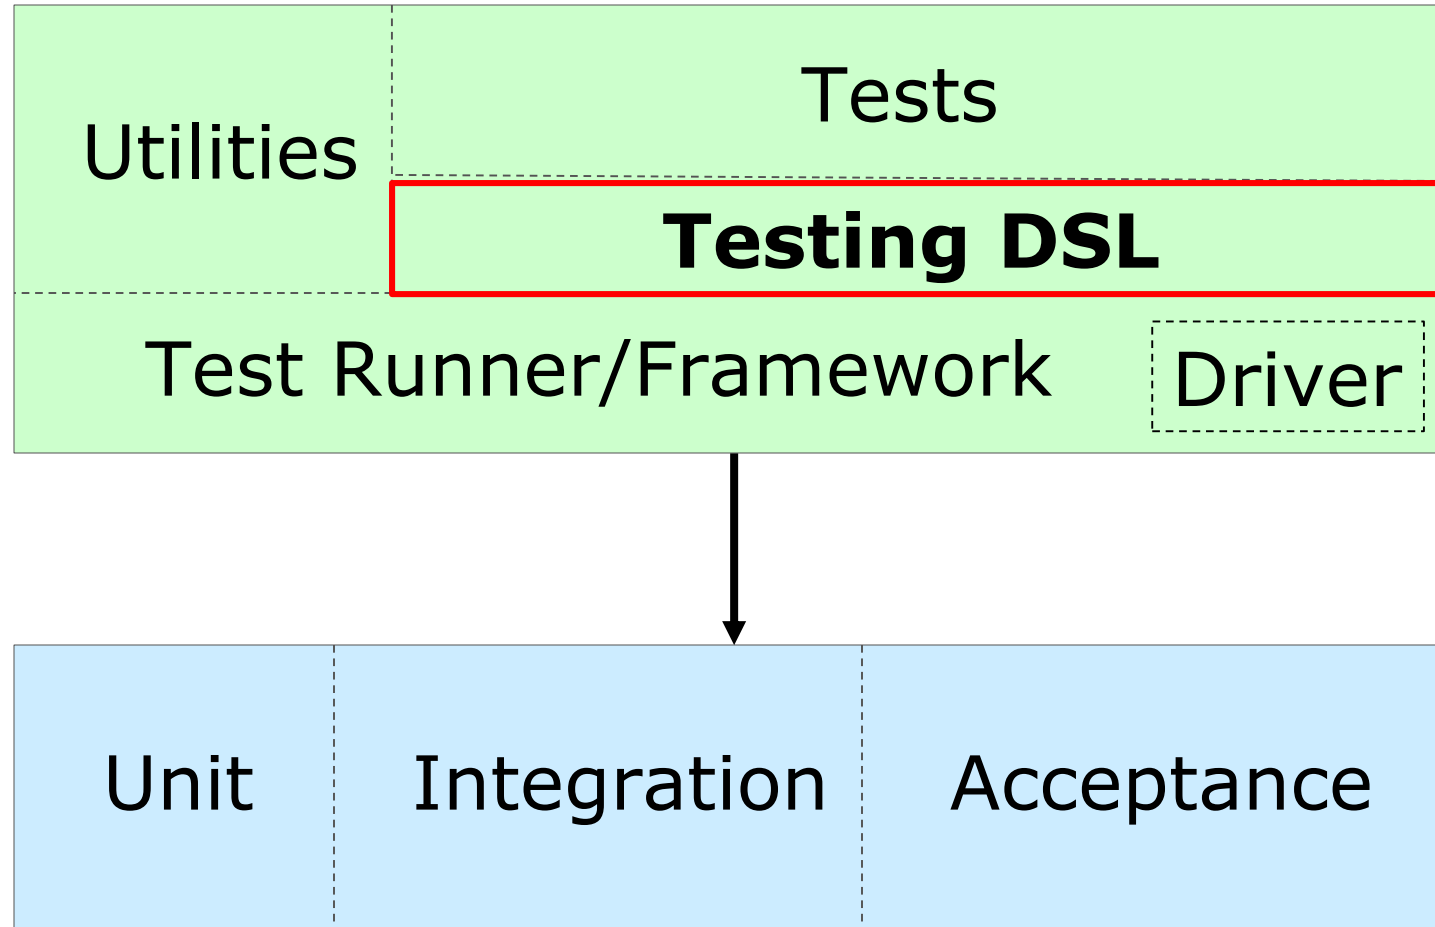 Tests
Utilities
Testing DSL
Test Runner/Framework
Driver
Unit
Integration
Acceptance